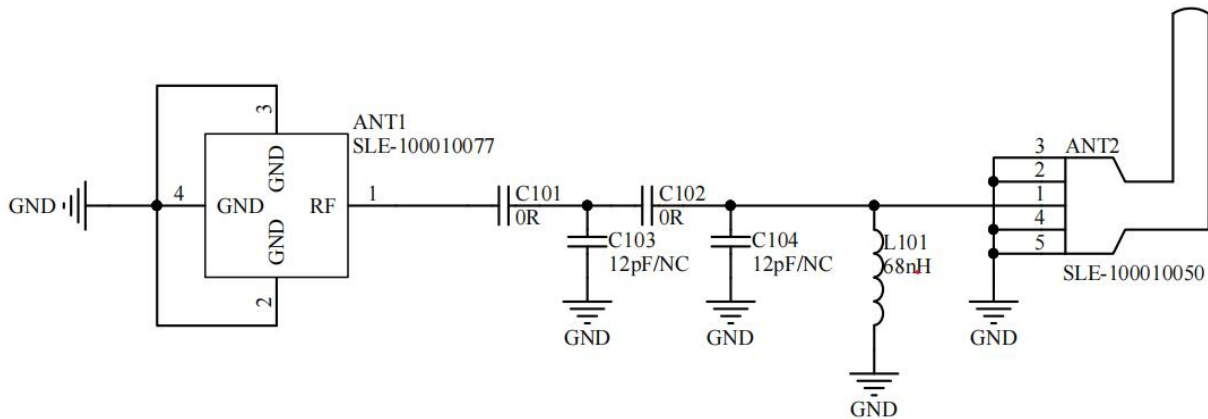 3
ANT1
SLE-100010077
GND
4
GND
GND
RF
1
GND
2
C101
0R
C102
0R
C103
12pF/NC
C104
12pF/NC
GND
GND
L101
68nH
GND
3
2
1
4
5
ANT2
SLE-100010050
GND